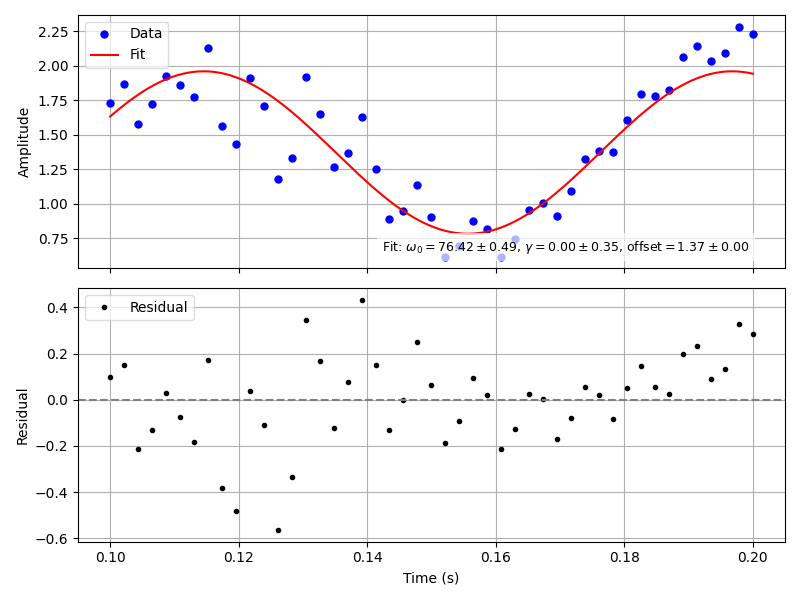 2.25
2.00
1.75
1.50
1.25
1.00
0.75
Amplitude
Data
Fit
Fit: ω₀ = 76.42 ± 0.49, γ = 0.00 ± 0.35, offset = 1.37 ± 0.00
0.4
0.2
0.0
−0.2
−0.4
−0.6
Residual
Residual
0.10 0.12 0.14 0.16 0.18 0.20
Time (s)